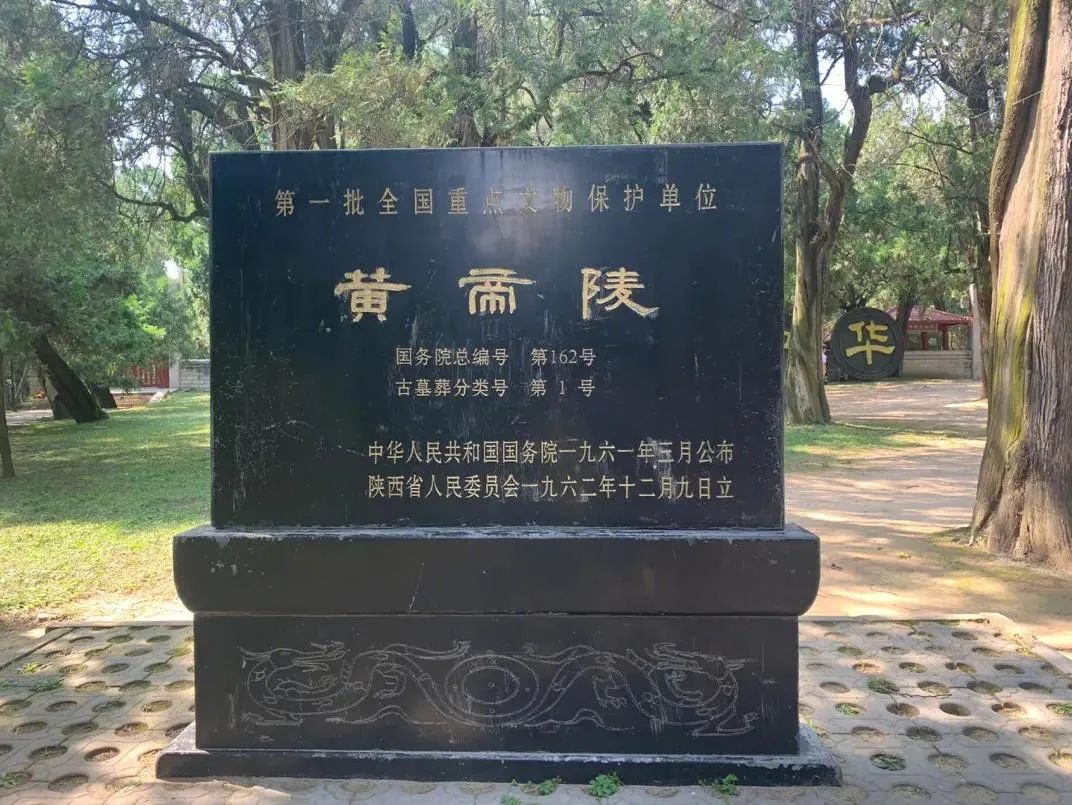 第一批全国重点文物保护单位
黄帝陵
国务院总编号 第162号
古墓葬分类号 第1号
中华人民共和国国务院一九六一年三月公布
陕西省人民委员会一九六二年十二月九日立
华